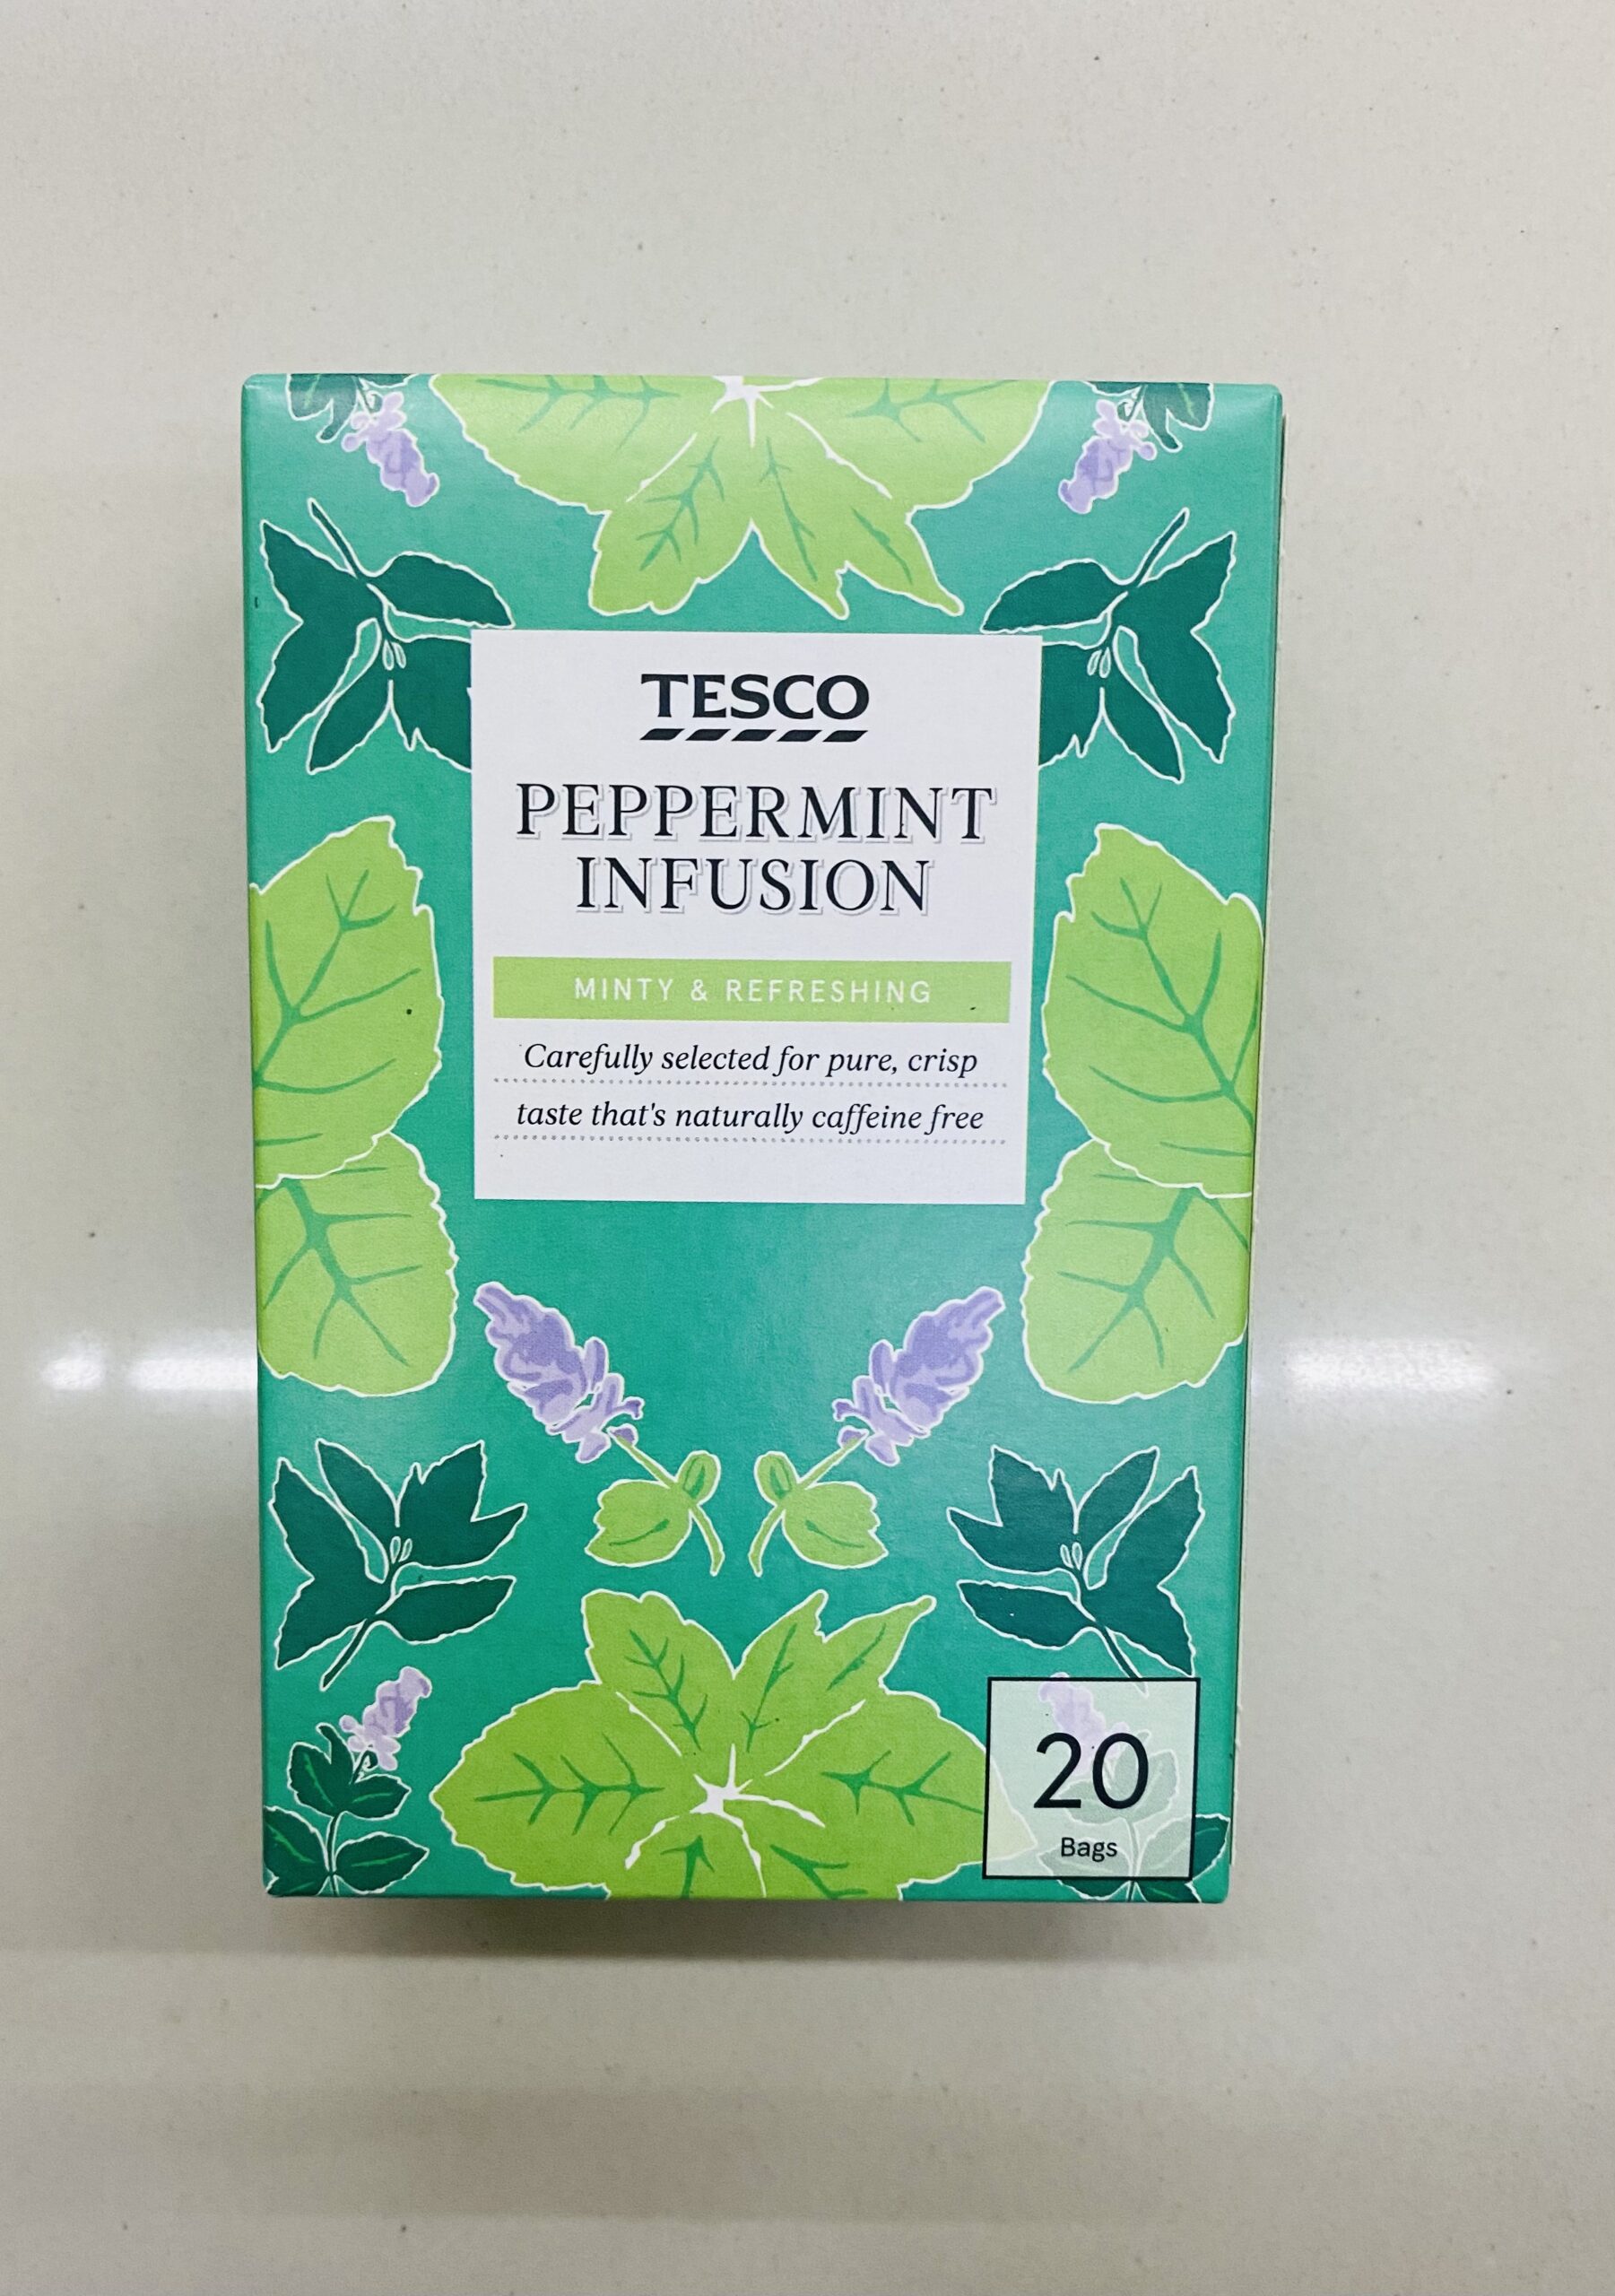 TESCO
PEPPERMINT
INFUSION
MINTY & REFRESHING
Carefully selected for pure, crisp
taste that's naturally caffeine free
20
Bags